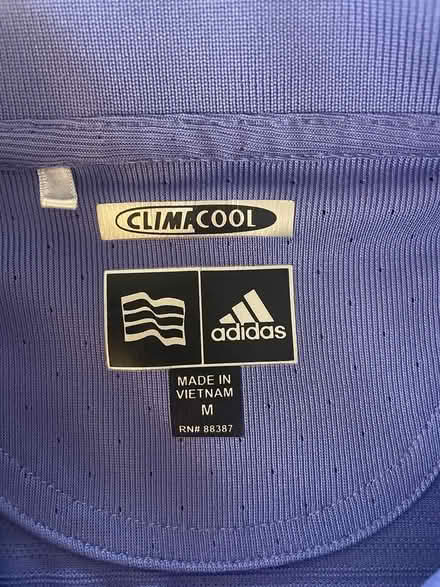 CLIMACOOL
adidas
MADE IN
VIETNAM
M
RN# 88387